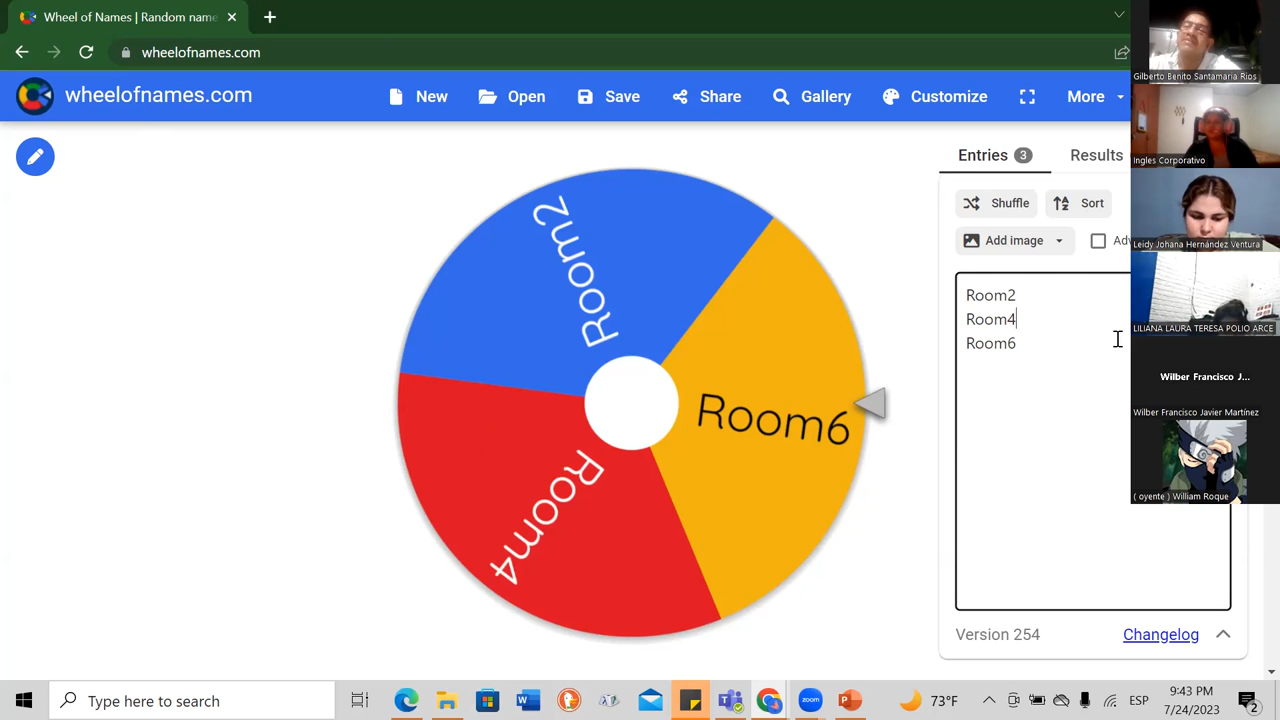 Wheel of Names | Random name
wheelofnames.com
wheelofnames.com
New
Open
Save
Share
Gallery
Customize
More
Entries 3
Results
Shuffle
Sort
Add image
Room2
Room4
Room6
Version 254
Changelog
Room2
Room6
Room4
Gilberto Benito Santamaria Rios
Ingles Corporativo
Leidy Johana Hernández Ventura
LILIANA LAURA TERESA POLIO ARCE
Wilber Francisco J...
Wilber Francisco Javier Martínez
( oyente ) William Roque
Type here to search
zoom
73°F
ESP
9:43 PM
7/24/2023
2